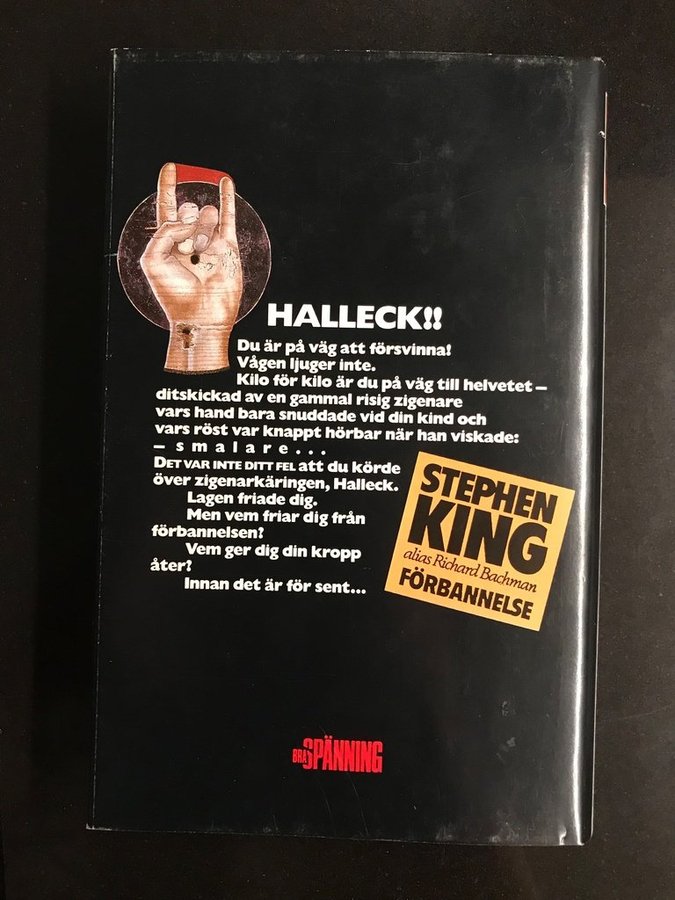 HALLECK!!
Du är på väg att försvinna!
Vågen ljuger inte.
Kilo för kilo är du på väg till helvetet –
ditskickad av en gammal risig zigenare
vars hand bara snuddade vid din kind och
vars röst var knappt hörbar när han viskade:
– s m a l a r e . . .
DET VAR INTE DITT FEL att du körde
över zigenarkäringen, Halleck.
Lagen friade dig.
Men vem friar dig från
förbannelsen?
Vem ger dig din kropp
åter?
Innan det är för sent...
STEPHEN
KING
alias Richard Bachman
FÖRBANNELSE
BRA SPÄNNING